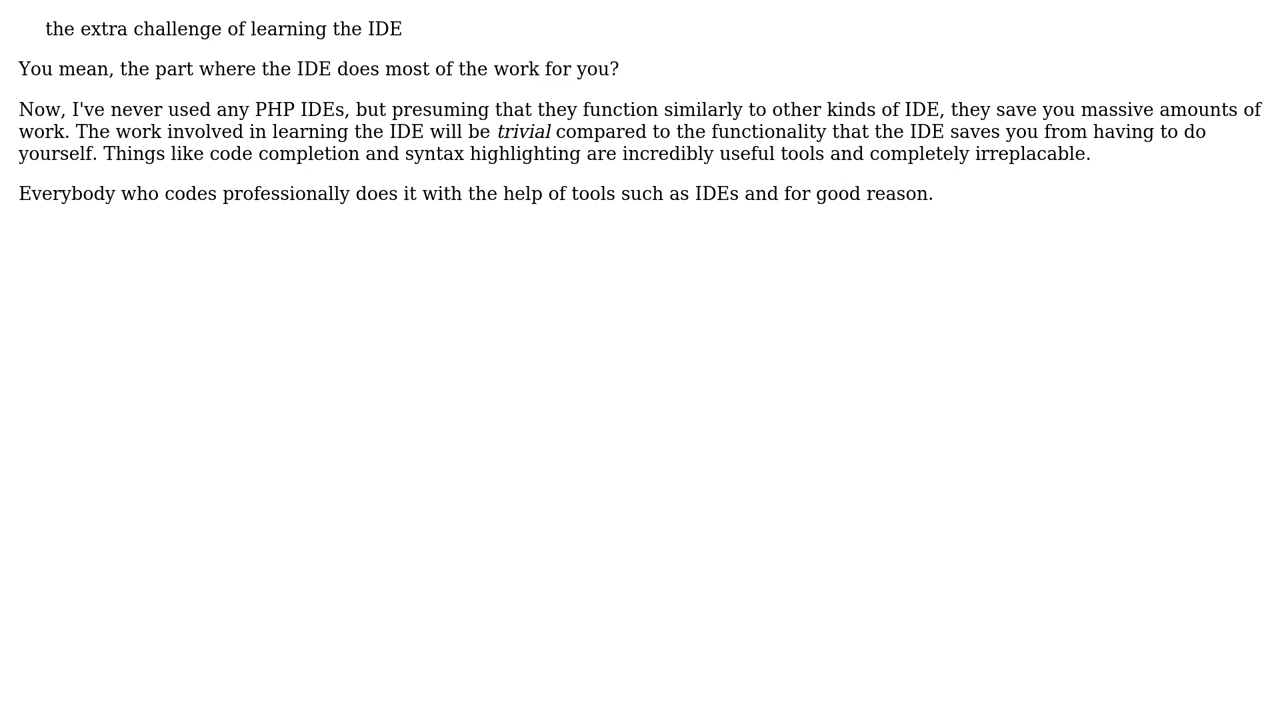 the extra challenge of learning the IDE
You mean, the part where the IDE does most of the work for you?
Now, I've never used any PHP IDEs, but presuming that they function similarly to other kinds of IDE, they save you massive amounts of
work. The work involved in learning the IDE will be trivial compared to the functionality that the IDE saves you from having to do
yourself. Things like code completion and syntax highlighting are incredibly useful tools and completely irreplacable.
Everybody who codes professionally does it with the help of tools such as IDEs and for good reason.